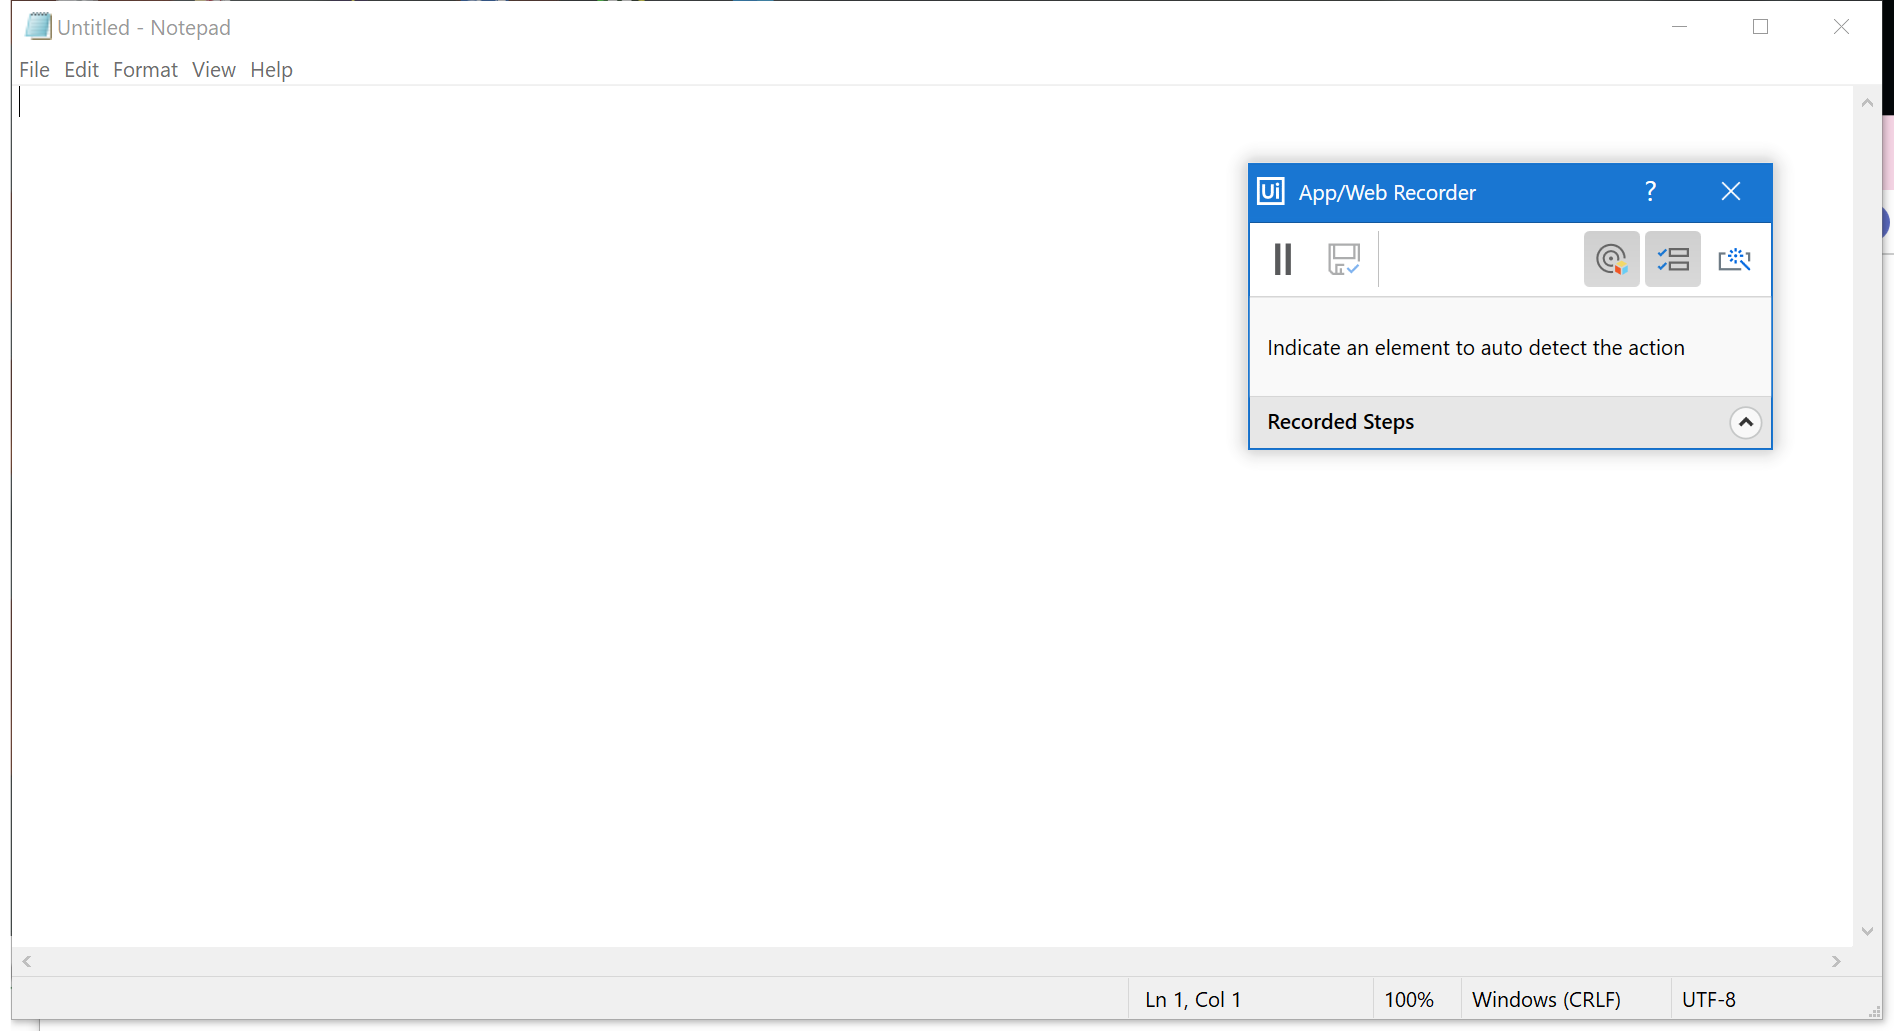 Untitled - Notepad
File Edit Format View Help
Ui App/Web Recorder ?
Indicate an element to auto detect the action
Recorded Steps
Ln 1, Col 1 100% Windows (CRLF) UTF-8